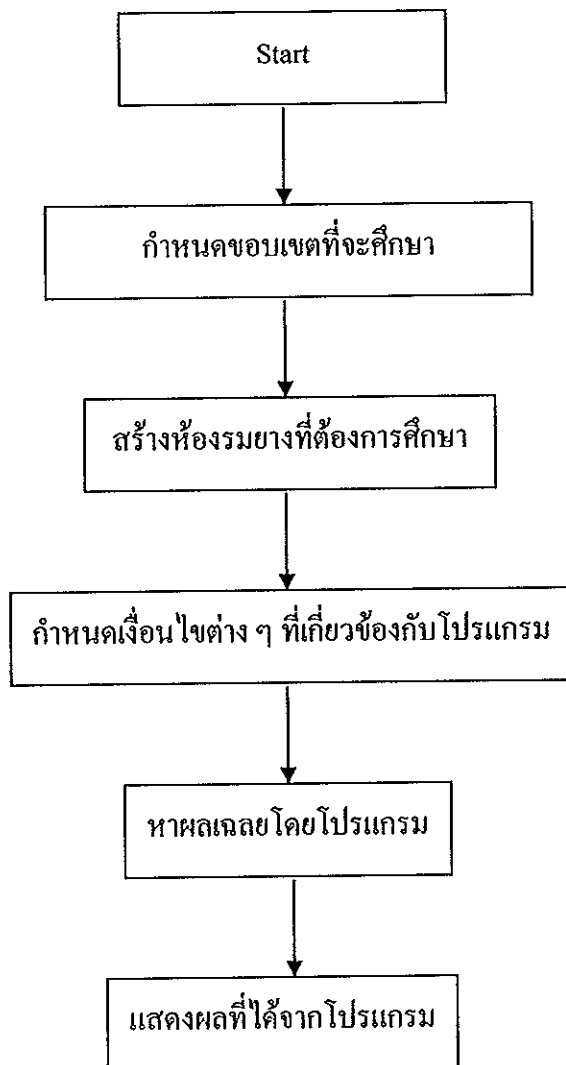 Start
กำหนดขอบเขตที่จะศึกษา
สร้างห้องรมยางที่ต้องการศึกษา
กำหนดเงื่อนไขต่าง ๆ ที่เกี่ยวข้องกับโปรแกรม
หาผลเฉลยโดยโปรแกรม
แสดงผลที่ได้จากโปรแกรม